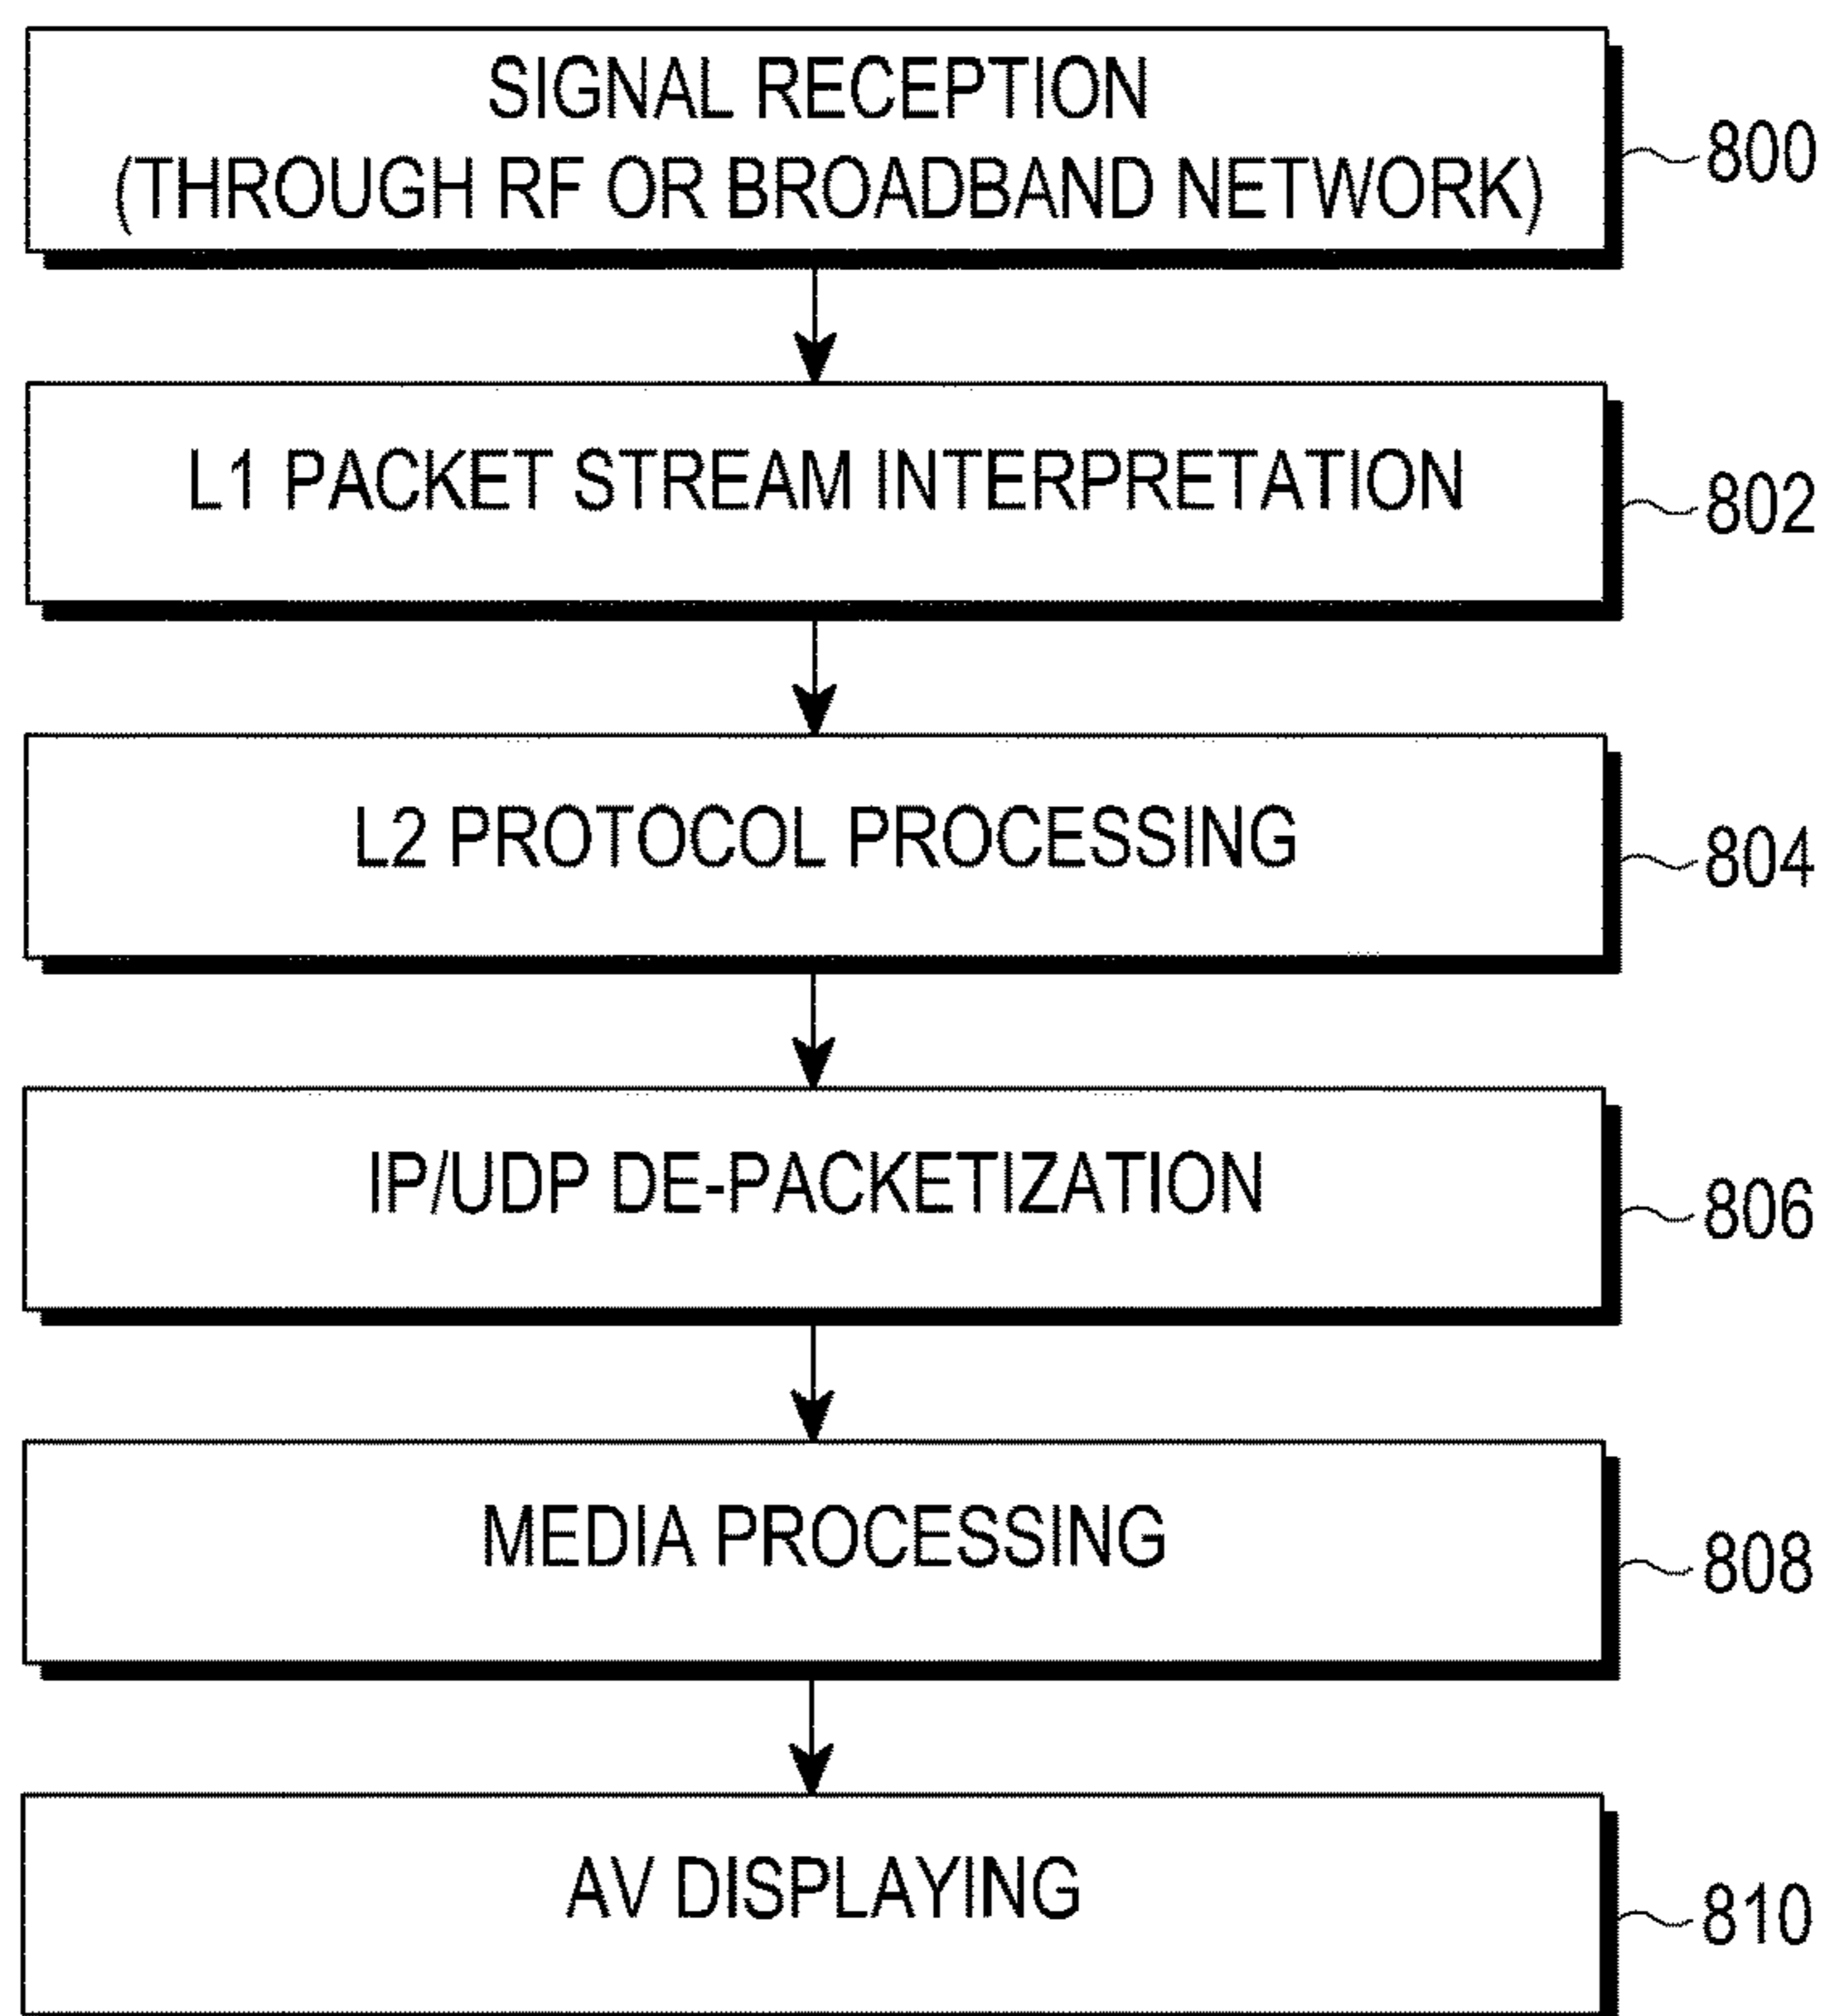 SIGNAL RECEPTION
(THROUGH RF OR BROADBAND NETWORK)
800
L1 PACKET STREAM INTERPRETATION
802
L2 PROTOCOL PROCESSING
804
IP/UDP DE-PACKETIZATION
806
MEDIA PROCESSING
808
AV DISPLAYING
810